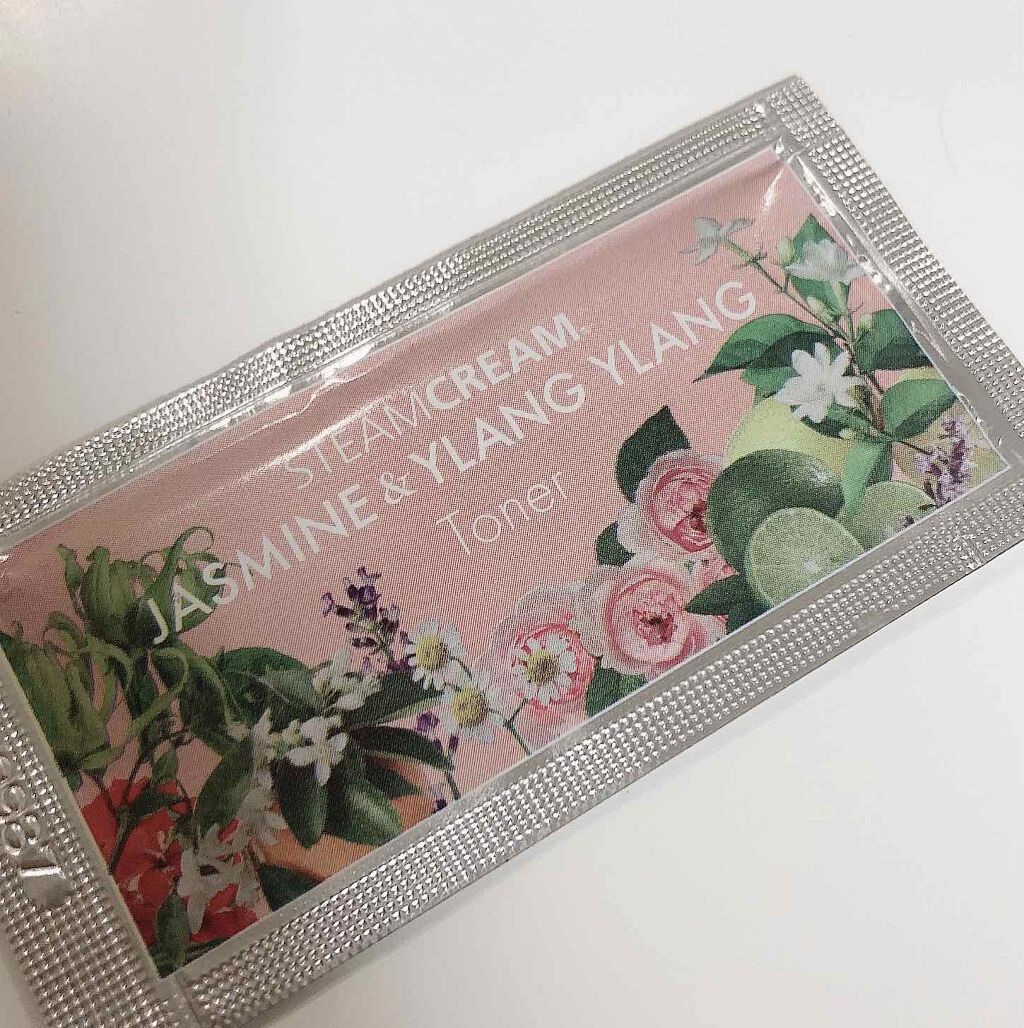 STEAMCREAM
JASMINE & YLANG YLANG
Toner